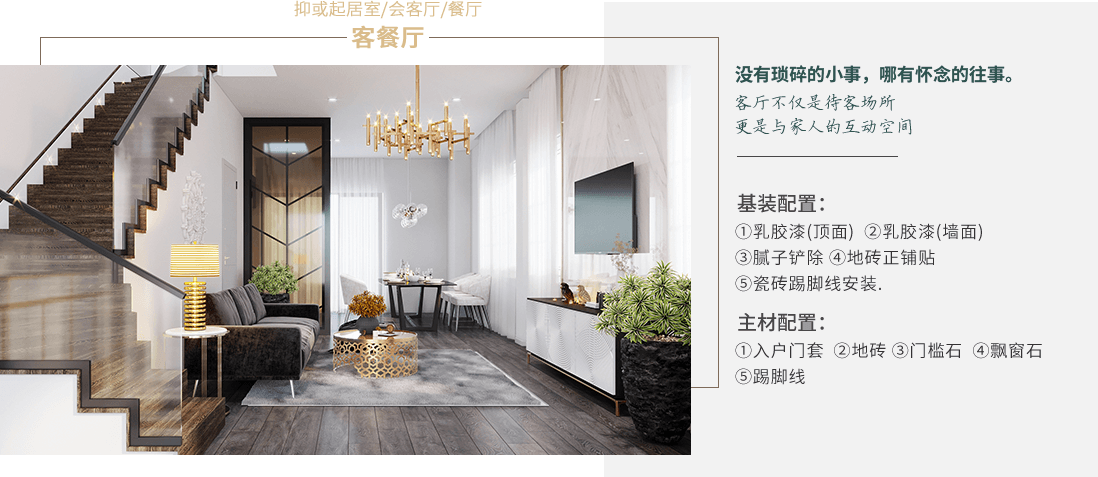 抑或起居室/会客厅/餐厅
客餐厅
没有琐碎的小事，哪有怀念的往事。
客厅不仅是待客场所
更是与家人的互动空间
基装配置：
①乳胶漆(顶面) ②乳胶漆(墙面)
③腻子铲除 ④地砖正铺贴
⑤瓷砖踢脚线安装.
主材配置：
①入户门套 ②地砖 ③门槛石 ④飘窗石
⑤踢脚线